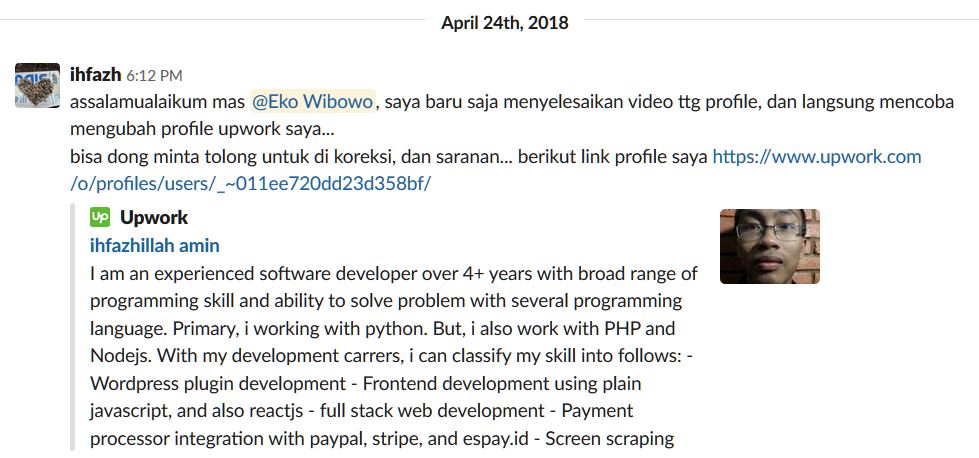 April 24th, 2018
ihfazh 6:12 PM
assalamualaikum mas @Eko Wibowo, saya baru saja menyelesaikan video ttg profile, dan langsung mencoba
mengubah profile upwork saya...
bisa dong minta tolong untuk di koreksi, dan saranan... berikut link profile saya https://www.upwork.com
/o/profiles/users/_~011ee720dd23d358bf/
Up Upwork
ihfazhillah amin
I am an experienced software developer over 4+ years with broad range of
programming skill and ability to solve problem with several programming
language. Primary, i working with python. But, i also work with PHP and
Nodejs. With my development carrers, i can classify my skill into follows: -
Wordpress plugin development - Frontend development using plain
javascript, and also reactjs - full stack web development - Payment
processor integration with paypal, stripe, and espay.id - Screen scraping